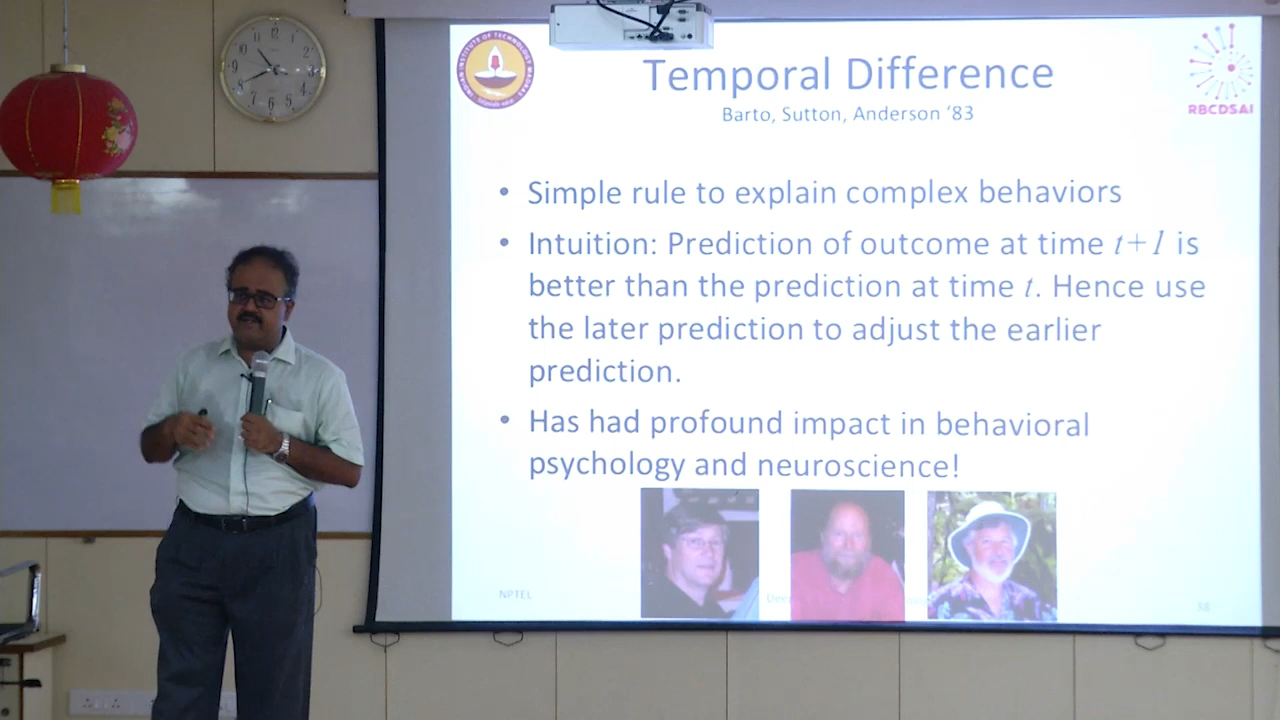 Temporal Difference
Barto, Sutton, Anderson '83
RBCDSAI
• Simple rule to explain complex behaviors
• Intuition: Prediction of outcome at time t+1 is
better than the prediction at time t. Hence use
the later prediction to adjust the earlier
prediction.
• Has had profound impact in behavioral
psychology and neuroscience!
NPTEL
38